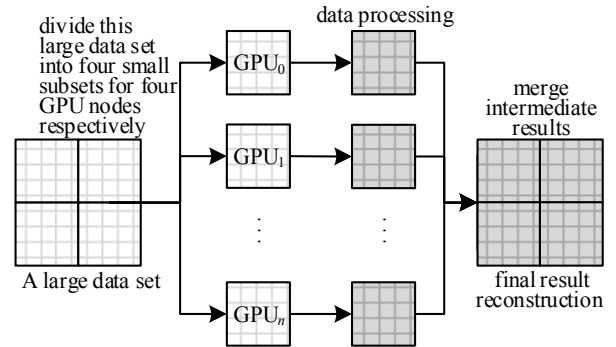 divide this
large data set
into four small
subsets for four
GPU nodes
respectively
A large data set
GPU0
GPU1
⋮
GPUn
data processing
⋮
merge
intermediate
results
final result
reconstruction